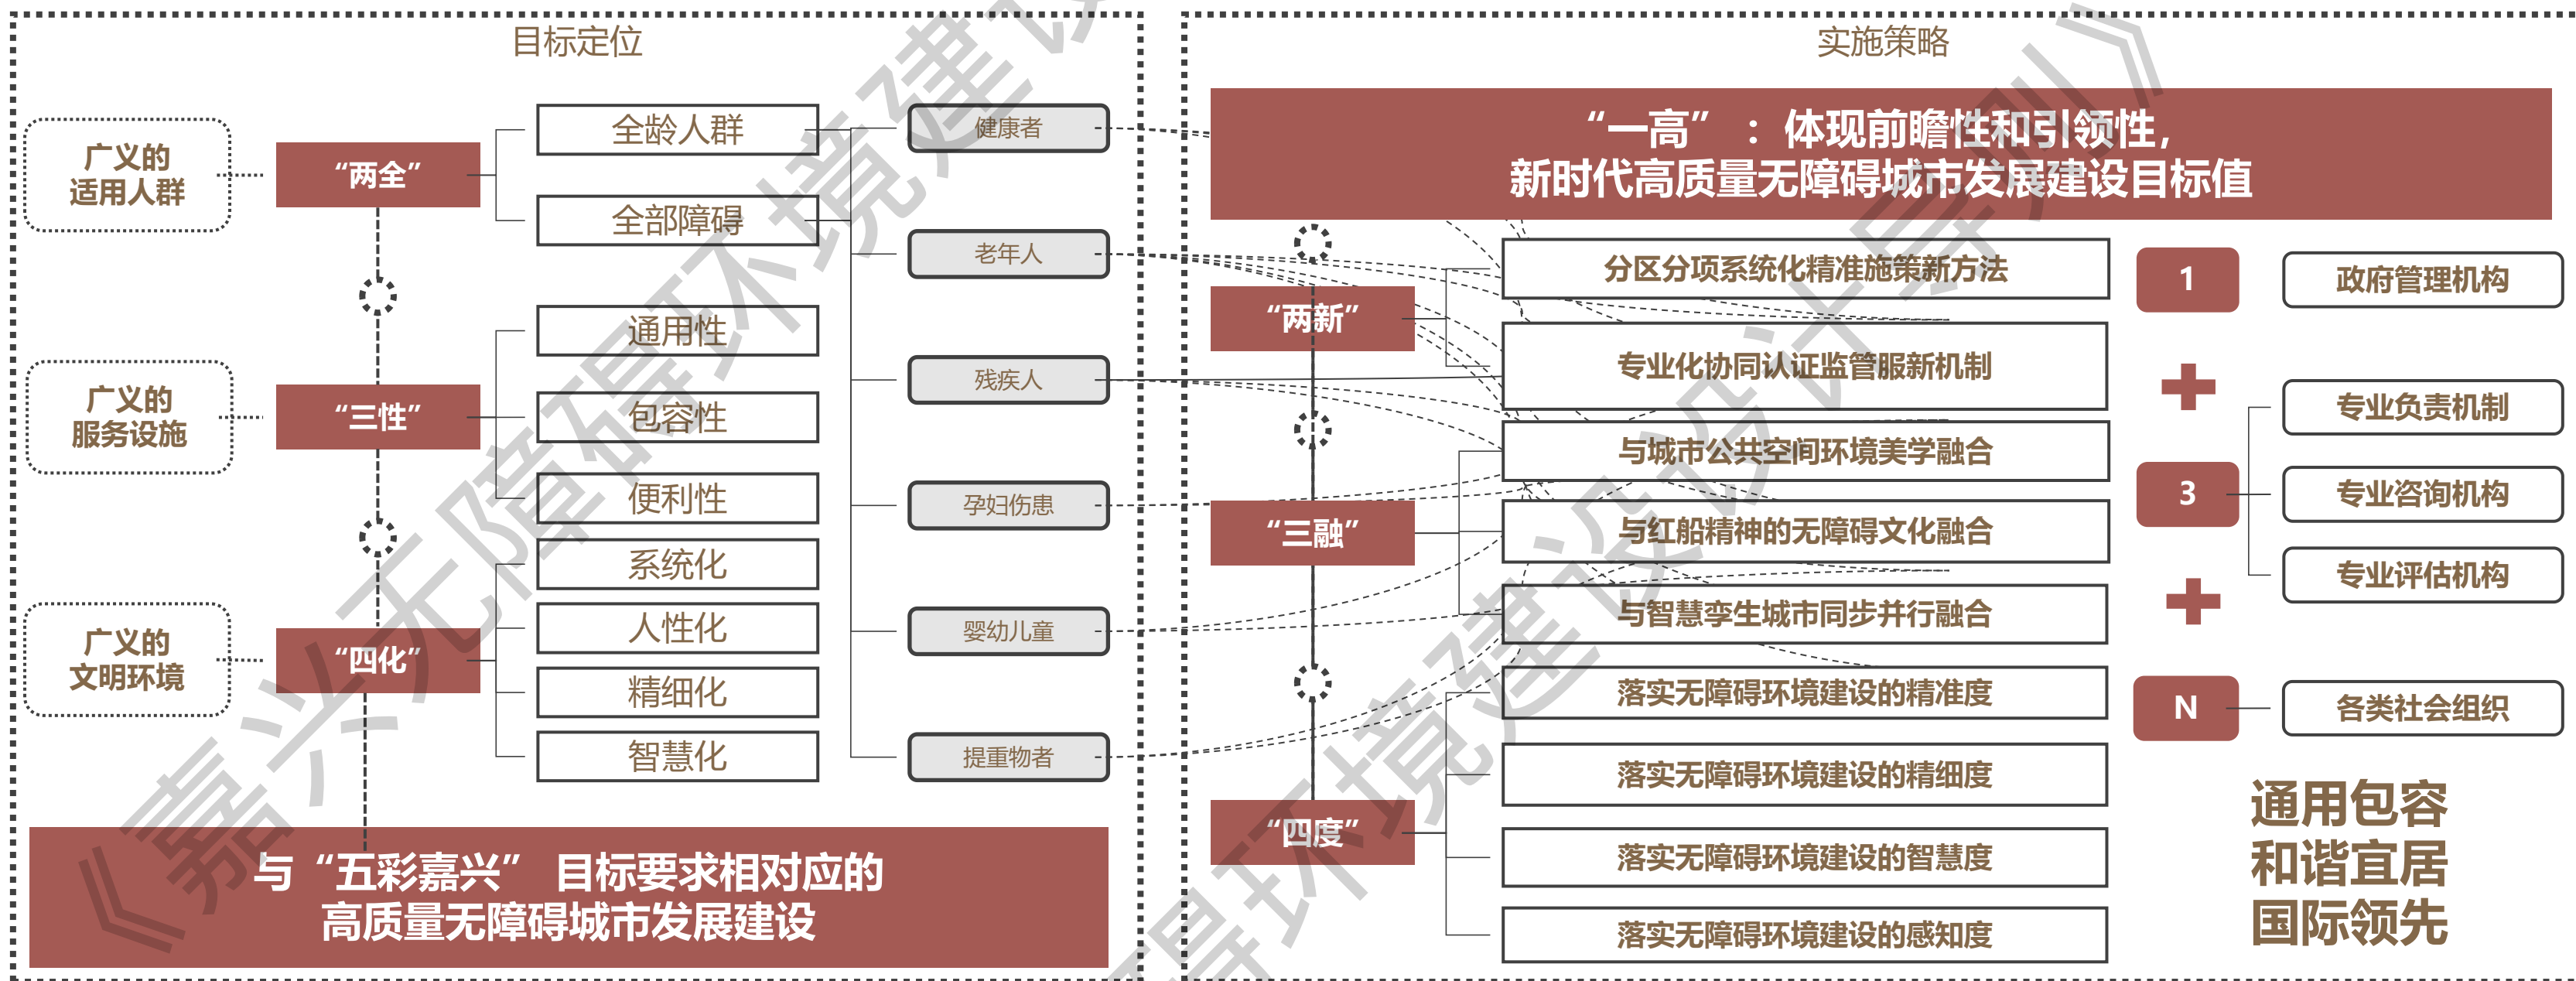 目标定位
广义的
适用人群
“两全”
全龄人群
全部障碍
广义的
服务设施
“三性”
通用性
包容性
便利性
广义的
文明环境
“四化”
系统化
人性化
精细化
智慧化
健康者
老年人
残疾人
孕妇伤患
婴幼儿童
提重物者
与“五彩嘉兴”目标要求相对应的
高质量无障碍城市发展建设
实施策略
“一高”：体现前瞻性和引领性，
新时代高质量无障碍城市发展建设目标值
“两新”
分区分项系统化精准施策新方法
专业化协同认证监管服新机制
“三融”
与城市公共空间环境美学融合
与红船精神的无障碍文化融合
与智慧孪生城市同步并行融合
“四度”
落实无障碍环境建设的精准度
落实无障碍环境建设的精细度
落实无障碍环境建设的智慧度
落实无障碍环境建设的感知度
1
政府管理机构
3
专业负责机制
专业咨询机构
专业评估机构
N
各类社会组织
通用包容
和谐宜居
国际领先
《嘉兴无障碍环境建设
碍环境建设设计导则》